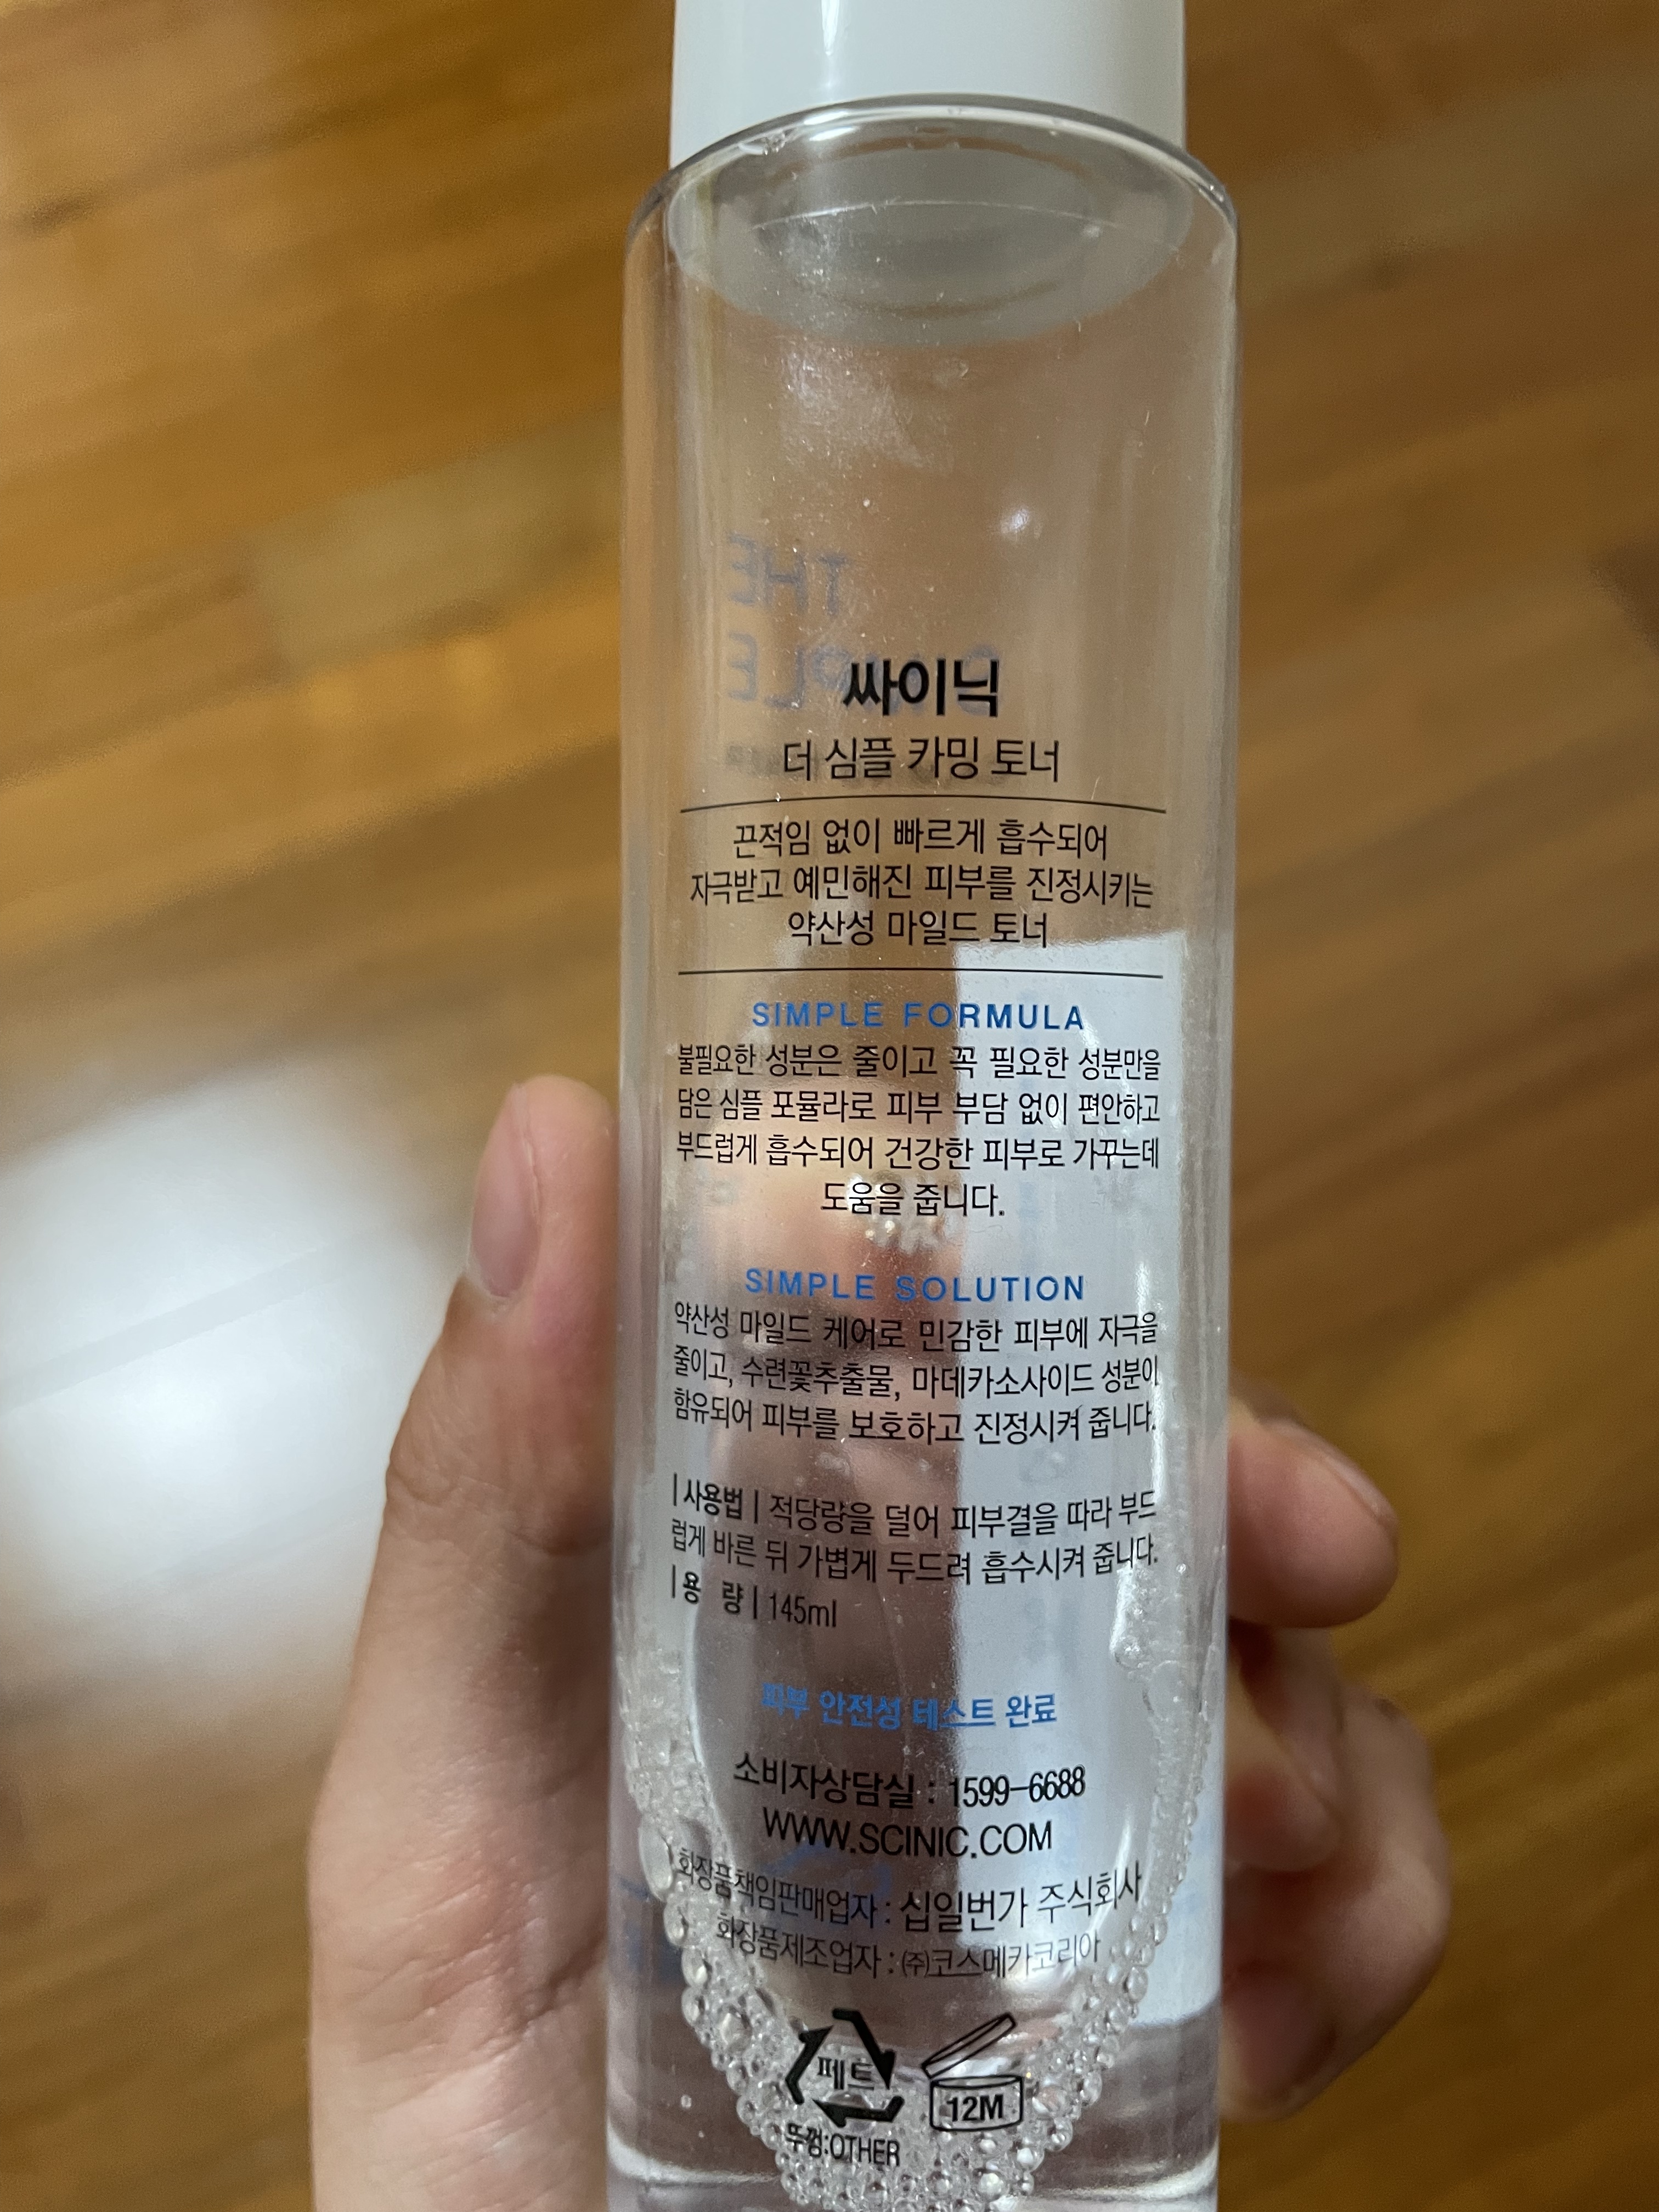 싸이닉
더 심플 카밍 토너
끈적임 없이 빠르게 흡수되어
자극받고 예민해진 피부를 진정시키는
약산성 마일드 토너
SIMPLE FORMULA
불필요한 성분은 줄이고 꼭 필요한 성분만을
담은 심플 포뮬라로 피부 부담 없이 편안하고
부드럽게 흡수되어 건강한 피부로 가꾸는데
도움을 줍니다.
SIMPLE SOLUTION
약산성 마일드 케어로 민감한 피부에 자극을
줄이고, 수련꽃추출물, 마데카소사이드 성분이
함유되어 피부를 보호하고 진정시켜 줍니다.
|사용법| 적당량을 덜어 피부결을 따라 부드
럽게 바른 뒤 가볍게 두드려 흡수시켜 줍니다.
|용 량| 145ml
피부 안전성 테스트 완료
소비자상담실 : 1599-6688
WWW.SCINIC.COM
화장품책임판매업자 : 십일번가 주식회사
화장품제조업자 : ㈜코스메카코리아
페트
12M
뚜껑:OTHER
THE